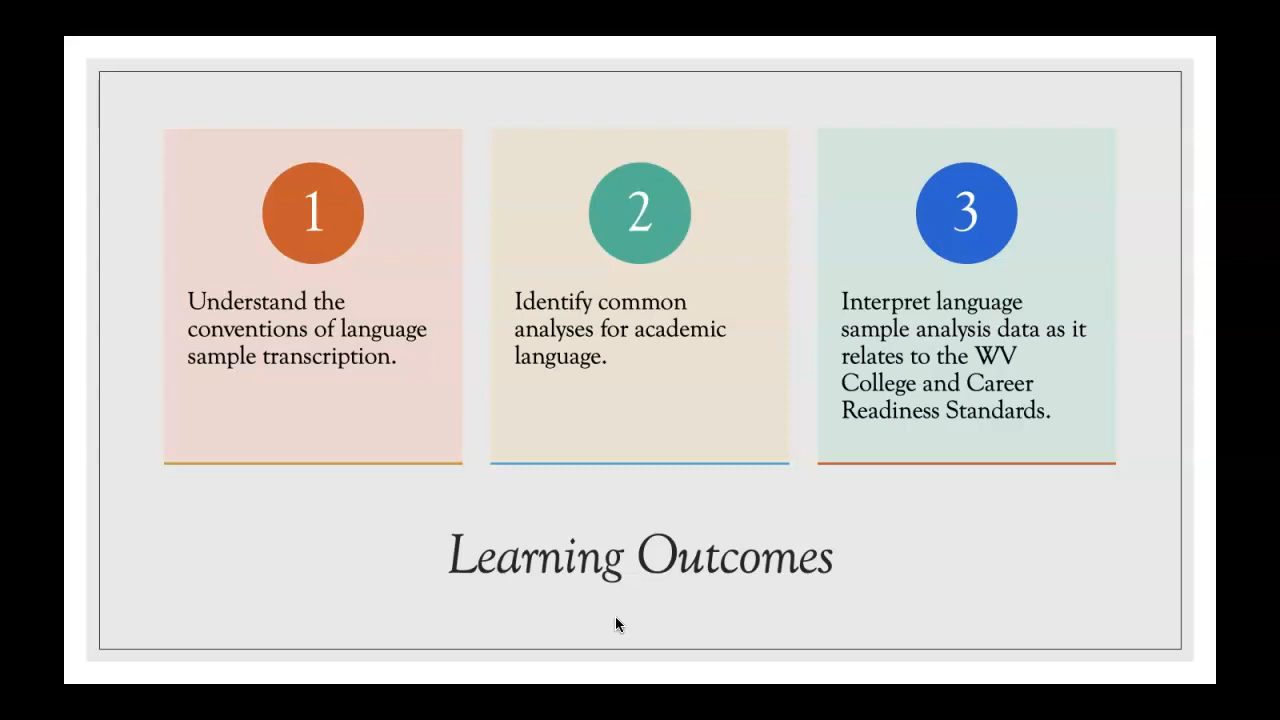 1
Understand the
conventions of language
sample transcription.
2
Identify common
analyses for academic
language.
3
Interpret language
sample analysis data as it
relates to the WV
College and Career
Readiness Standards.
Learning Outcomes